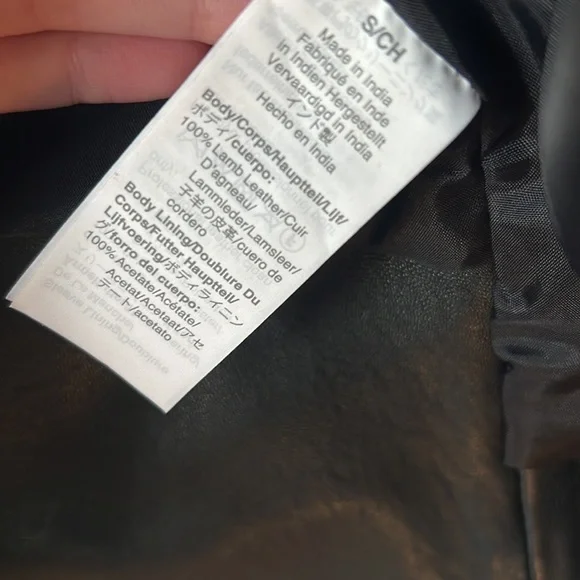 S/CH
Made in India
Fabriqué en Inde
in Indien Hergestellt
Vervaardigd in India
インド製
Hecho en India
Body/Corps/Hauptteil/Lijf/
ボディ/cuerpo:
100% Lamb Leather/Cuir
D'agneau/
Lammleder/Lamsleer/
子羊の皮革/cuero de
cordero
Body Lining/Doublure Du
Corps/Futter Hauptteil/
Lijfvoering/ボディライニン
グ/forro del cuerpo:
100% Acetate/Acétate/
Acetat/Acetaat/アセ
テート/acetato